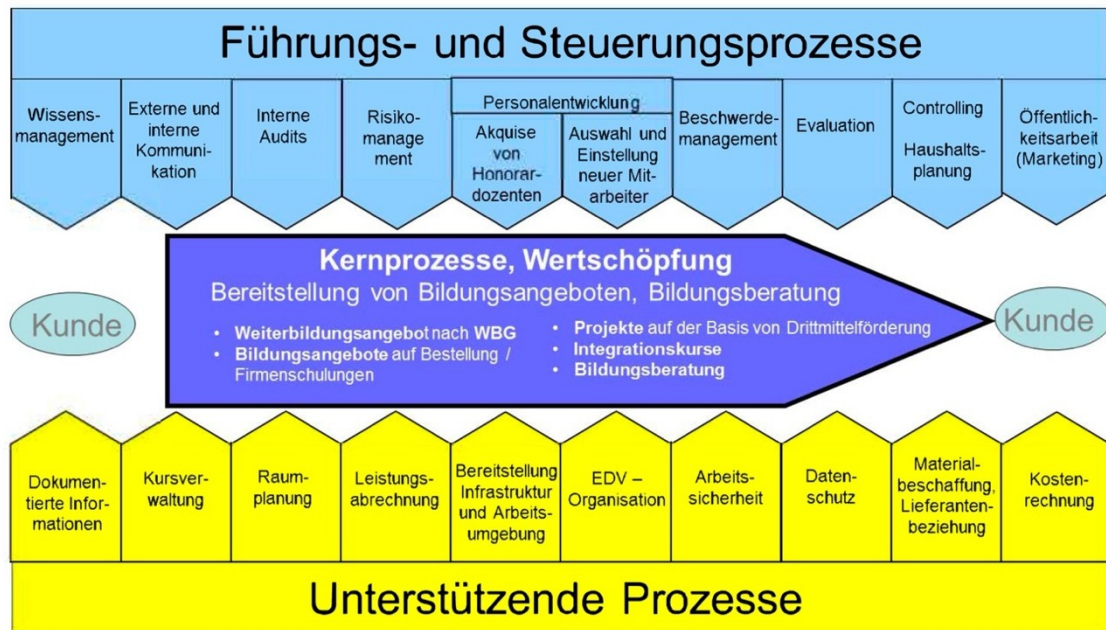 Führungs- und Steuerungsprozesse
Wissens-
management
Externe und
interne
Kommuni-
kation
Interne
Audits
Risiko-
manage
ment
Personalentwicklung
Akquise
von
Honorar-
dozenten
Auswahl und
Einstellung
neuer Mit-
arbeiter
Beschwerde-
management
Evaluation
Controlling
Haushalts-
planung
Öffentlich-
keitsarbeit
(Marketing)
Kernprozesse, Wertschöpfung
Bereitstellung von Bildungsangeboten, Bildungsberatung
• Weiterbildungsangebot nach WBG
• Bildungsangebote auf Bestellung /
Firmenschulungen
• Projekte auf der Basis von Drittmittelförderung
• Integrationskurse
• Bildungsberatung
Kunde
Kunde
Dokumen-
tierte Infor-
mationen
Kursver-
waltung
Raum-
planung
Leistungs-
abrechnung
Bereitstellung
Infrastruktur
und Arbeits-
umgebung
EDV –
Organisation
Arbeits-
sicherheit
Daten-
schutz
Material-
beschaffung,
Lieferanten-
beziehung
Kosten-
rechnung
Unterstützende Prozesse